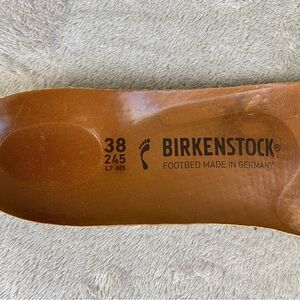 38
245
L7 M5
BIRKENSTOCK®
FOOTBED MADE IN GERMANY